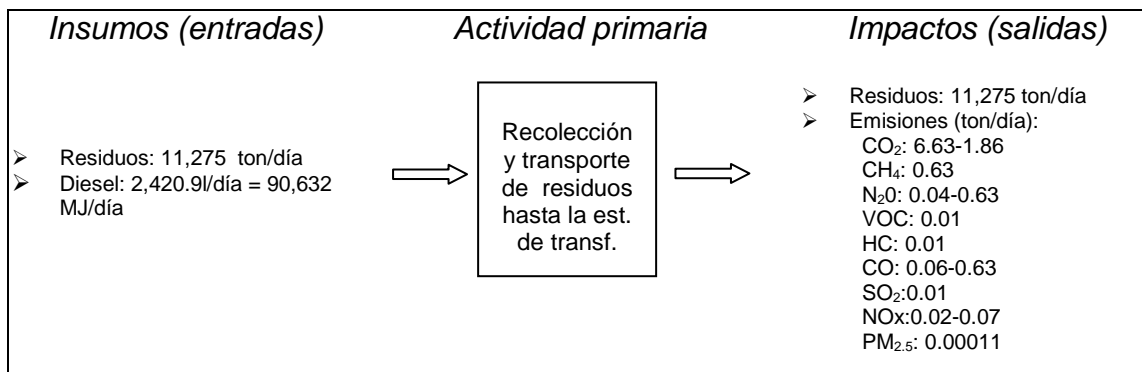 Insumos (entradas)
Actividad primaria
Impactos (salidas)
➢ Residuos: 11,275 ton/día
➢ Diesel: 2,420.9l/día = 90,632
MJ/día
Recolección
y transporte
de residuos
hasta la est.
de transf.
➢ Residuos: 11,275 ton/día
➢ Emisiones (ton/día):
CO₂: 6.63-1.86
CH₄: 0.63
N₂0: 0.04-0.63
VOC: 0.01
HC: 0.01
CO: 0.06-0.63
SO₂:0.01
NOx:0.02-0.07
PM₂.₅: 0.00011